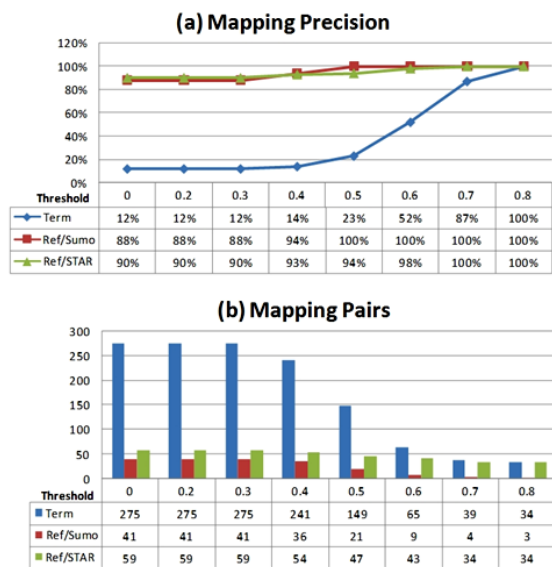 (a) Mapping Precision
120%
100%
80%
60%
40%
20%
0%
Threshold 0 0.2 0.3 0.4 0.5 0.6 0.7 0.8
Term 12% 12% 12% 14% 23% 52% 87% 100%
Ref/Sumo 88% 88% 88% 94% 100% 100% 100% 100%
Ref/STAR 90% 90% 90% 93% 94% 98% 100% 100%
(b) Mapping Pairs
300
250
200
150
100
50
0
Threshold 0 0.2 0.3 0.4 0.5 0.6 0.7 0.8
Term 275 275 275 241 149 65 39 34
Ref/Sumo 41 41 41 36 21 9 4 3
Ref/STAR 59 59 59 54 47 43 34 34